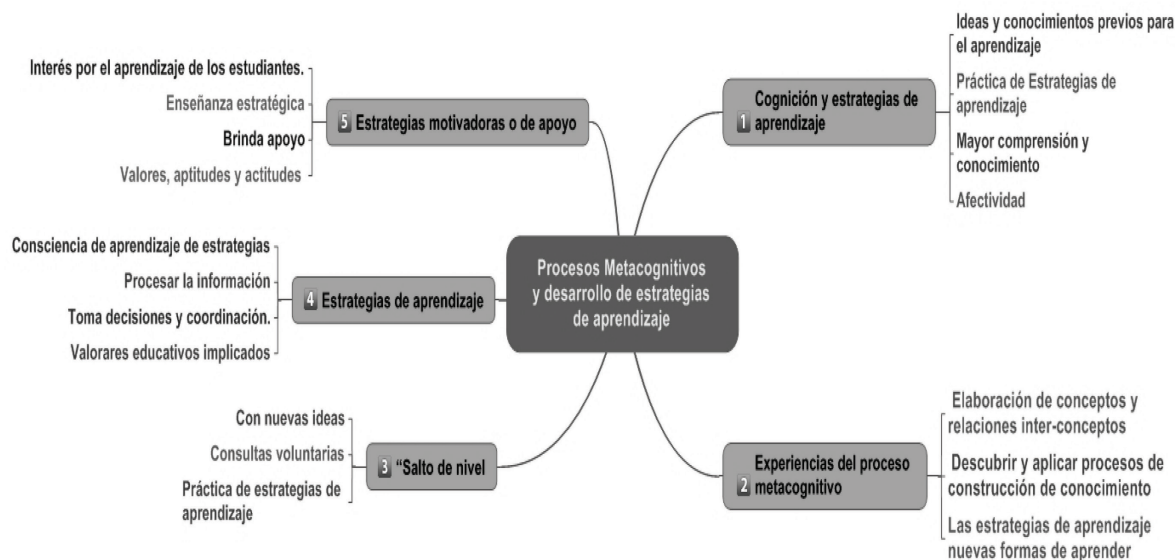 Procesos Metacognitivos
y desarrollo de estrategias
de aprendizaje
1 Cognición y estrategias de
aprendizaje
Ideas y conocimientos previos para
el aprendizaje
Práctica de Estrategias de
aprendizaje
Mayor comprensión y
conocimiento
Afectividad
2 Experiencias del proceso
metacognitivo
Elaboración de conceptos y
relaciones inter-conceptos
Descubrir y aplicar procesos de
construcción de conocimiento
Las estrategias de aprendizaje
nuevas formas de aprender
3 “Salto de nivel
Con nuevas ideas
Consultas voluntarias
Práctica de estrategias de
aprendizaje
4 Estrategias de aprendizaje
Consciencia de aprendizaje de estrategias
Procesar la información
Toma decisiones y coordinación.
Valorares educativos implicados
5 Estrategias motivadoras o de apoyo
Interés por el aprendizaje de los estudiantes.
Enseñanza estratégica
Brinda apoyo
Valores, aptitudes y actitudes